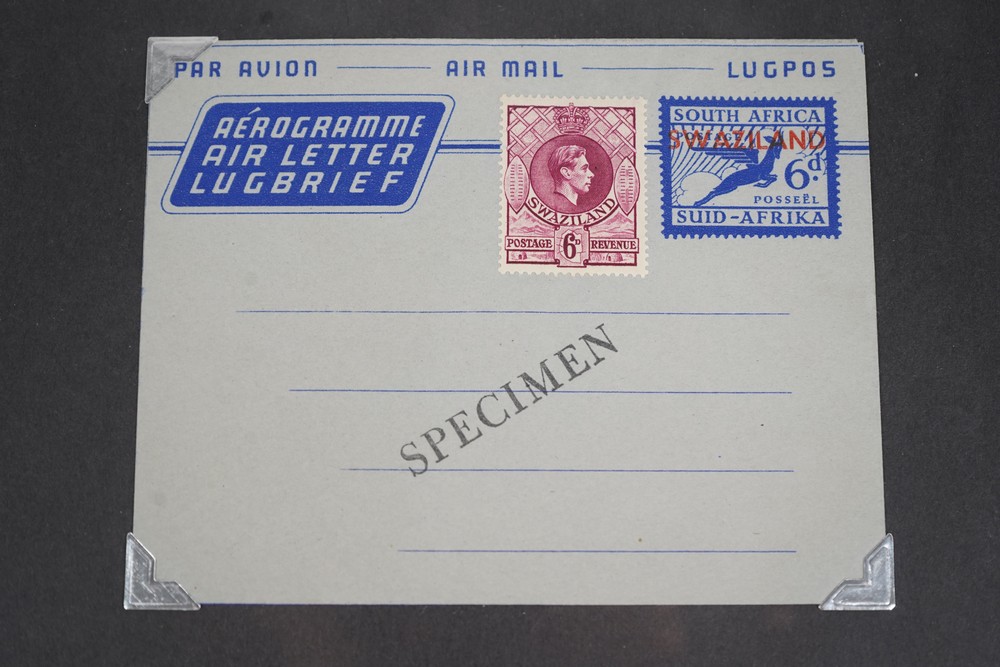 PAR AVION AIR MAIL LUGPOS
AÉROGRAMME
AIR LETTER
LUGBRIEF
SWAZILAND
POSTAGE 6D REVENUE
SOUTH AFRICA
POSTAGE
SWAZILAND
6d.
POSSEËL
SUID-AFRIKA
SPECIMEN